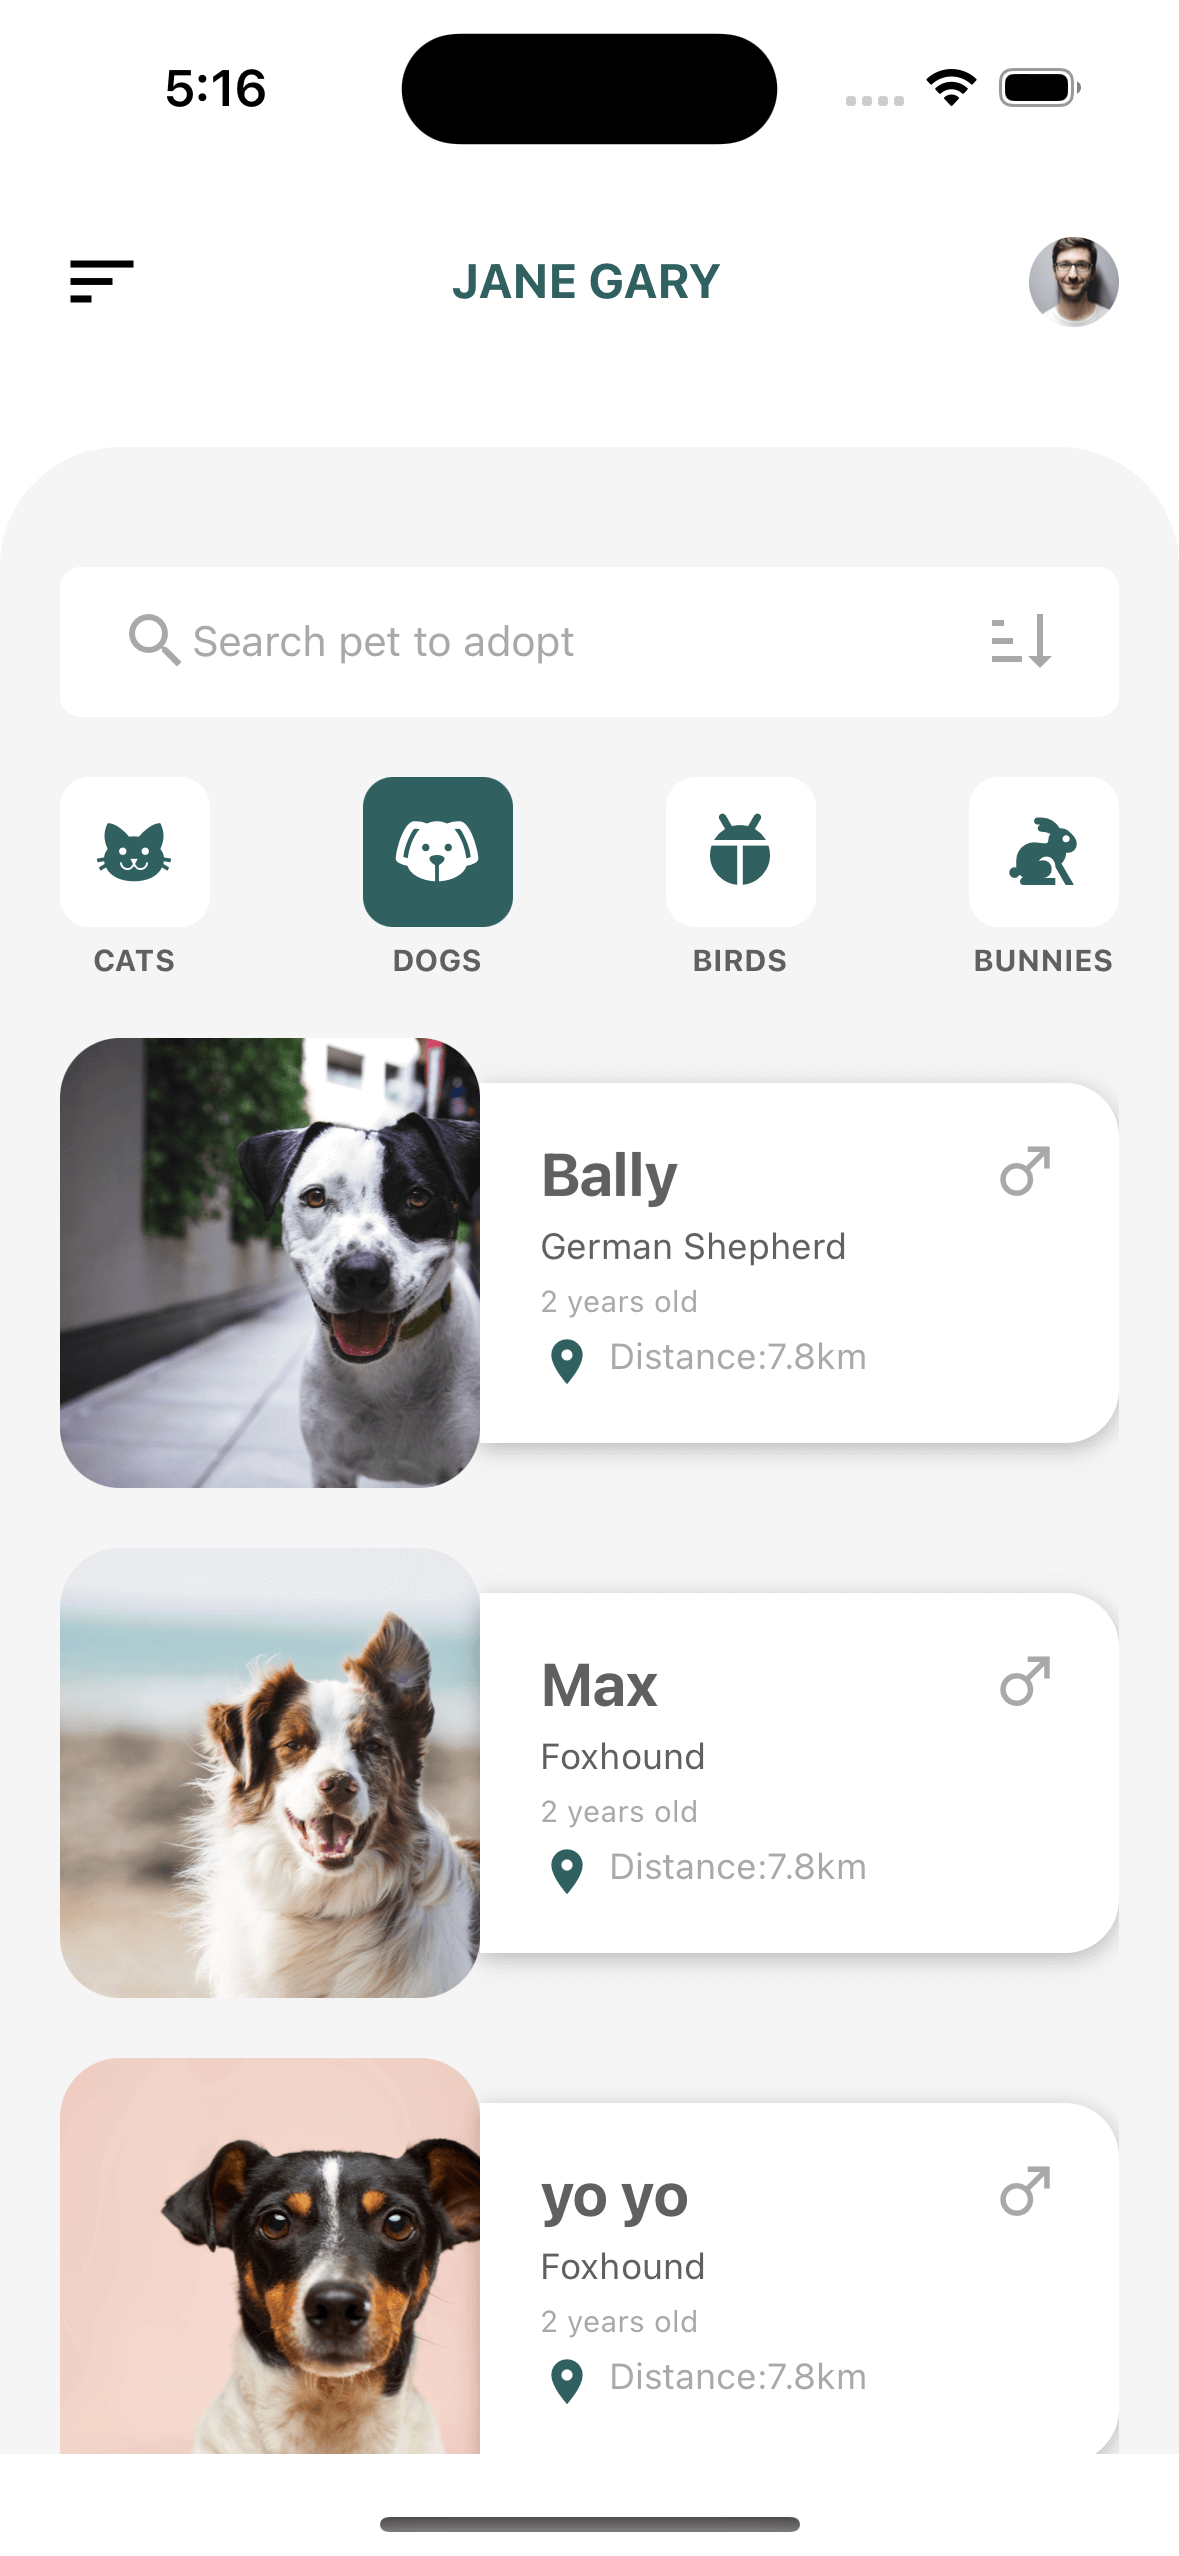 5:16
JANE GARY
Search pet to adopt
CATS
DOGS
BIRDS
BUNNIES
Bally
German Shepherd
2 years old
Distance:7.8km
Max
Foxhound
2 years old
Distance:7.8km
yo yo
Foxhound
2 years old
Distance:7.8km